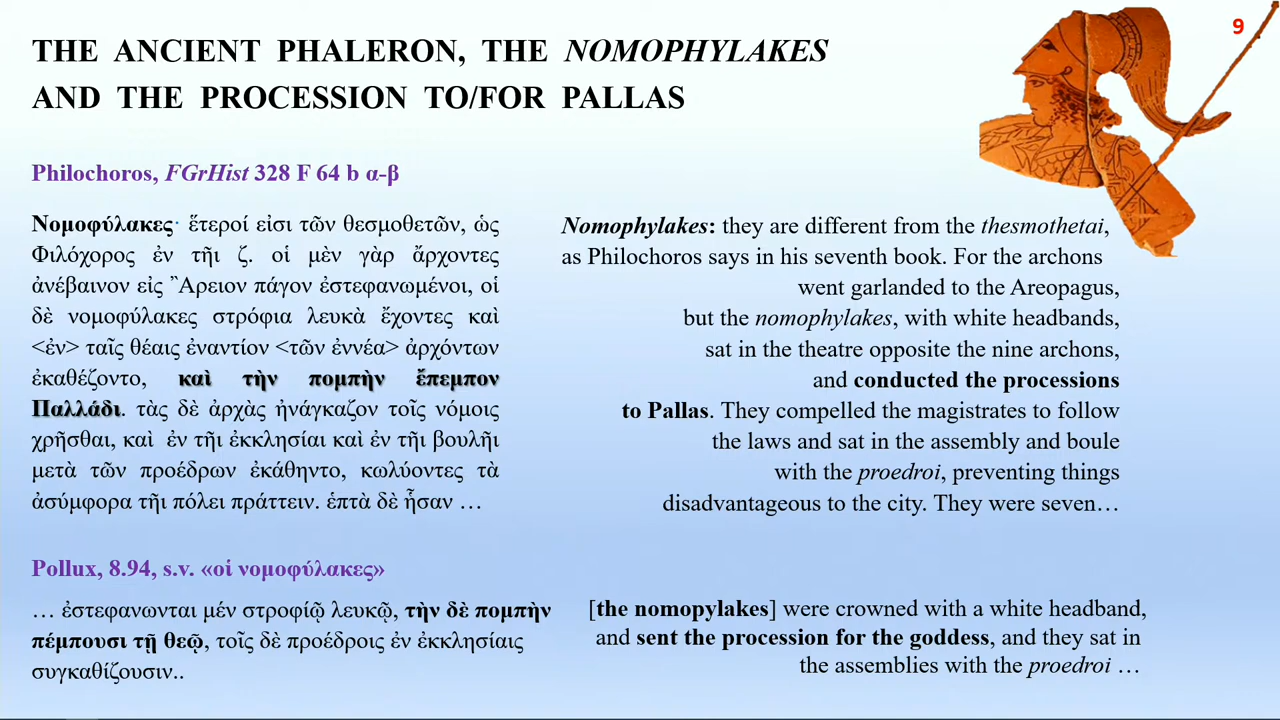 9
THE ANCIENT PHALERON, THE NOMOPHYLAKES
AND THE PROCESSION TO/FOR PALLAS
Philochoros, FGrHist 328 F 64 b α-β
Νομοφύλακες· ἕτεροί εἰσι τῶν θεσμοθετῶν, ὡς
Φιλόχορος ἐν τῆι ζ. οἱ μὲν γὰρ ἄρχοντες
ἀνέβαινον εἰς Ἄρειον πάγον ἐστεφανωμένοι, οἱ
δὲ νομοφύλακες στρόφια λευκὰ ἔχοντες καὶ
<ἐν> ταῖς θέαις ἐναντίον <τῶν ἐννέα> ἀρχόντων
ἐκαθέζοντο, καὶ τὴν πομπὴν ἔπεμπον
Παλλάδι. τὰς δὲ ἀρχὰς ἠνάγκαζον τοῖς νόμοις
χρῆσθαι, καὶ ἐν τῆι ἐκκλησίαι καὶ ἐν τῆι βουλῆι
μετὰ τῶν προέδρων ἐκάθηντο, κωλύοντες τὰ
ἀσύμφορα τῆι πόλει πράττειν. ἑπτὰ δὲ ἦσαν …
Nomophylakes: they are different from the thesmothetai,
as Philochoros says in his seventh book. For the archons
went garlanded to the Areopagus,
but the nomophylakes, with white headbands,
sat in the theatre opposite the nine archons,
and conducted the processions
to Pallas. They compelled the magistrates to follow
the laws and sat in the assembly and boule
with the proedroi, preventing things
disadvantageous to the city. They were seven…
Pollux, 8.94, s.v. «οἱ νομοφύλακες»
… ἐστεφανωνται μέν στροφίῷ λευκῷ, τὴν δὲ πομπὴν
πέμπουσι τῇ θεῷ, τοῖς δὲ προέδροις ἐν ἐκκλησίαις
συγκαθίζουσιν..
[the nomopylakes] were crowned with a white headband,
and sent the procession for the goddess, and they sat in
the assemblies with the proedroi …